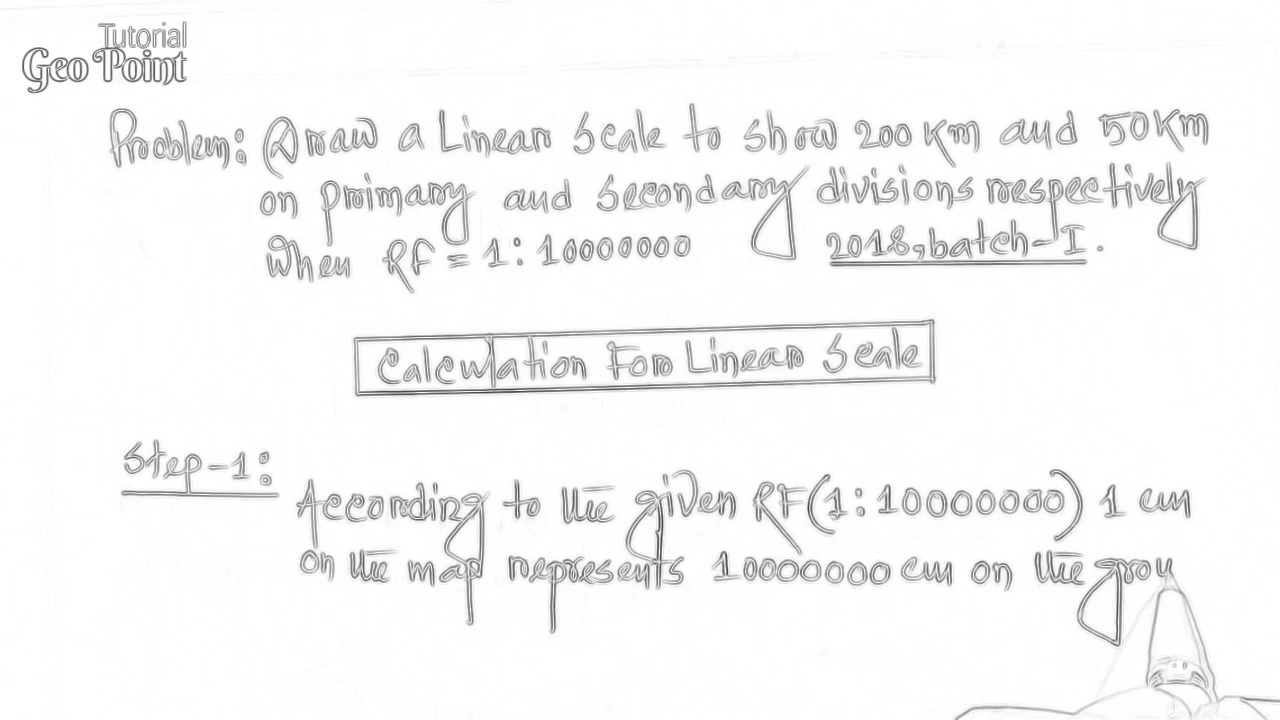 Tutorial
Geo Point
Problem: Draw a Linear Scale to show 200 Km and 50 Km
on primary and secondary divisions respectively
when RF = 1:10000000 2018, batch-I.
Calculation For Linear Scale
Step-1:
According to the given RF(1:10000000) 1 cm
on the map represents 10000000 cm on the grou